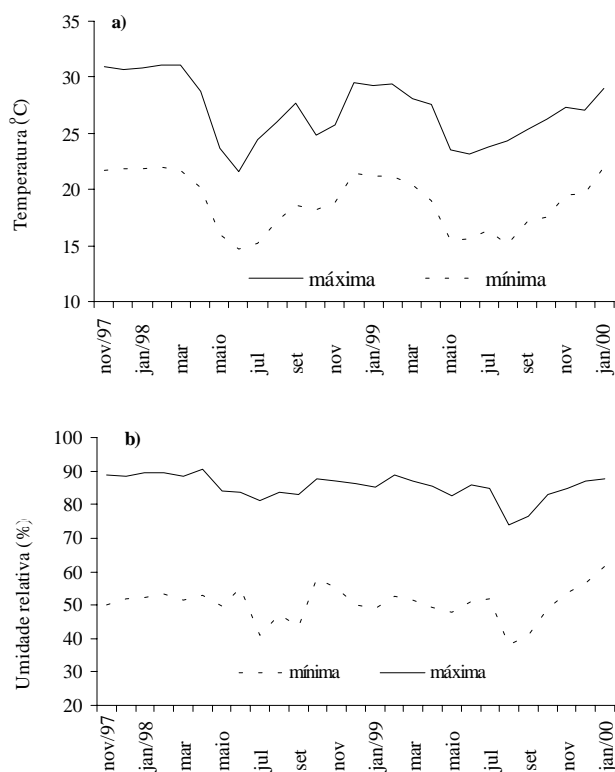 a)
Temperatura (°C)
35
30
25
20
15
10
máxima mínima
nov/97 jan/98 mar maio jul set nov jan/99 mar maio jul set nov jan/00
b)
Umidade relativa (%)
100
90
80
70
60
50
40
30
20
mínima máxima
nov/97 jan/98 mar maio jul set nov jan/99 mar maio jul set nov jan/00